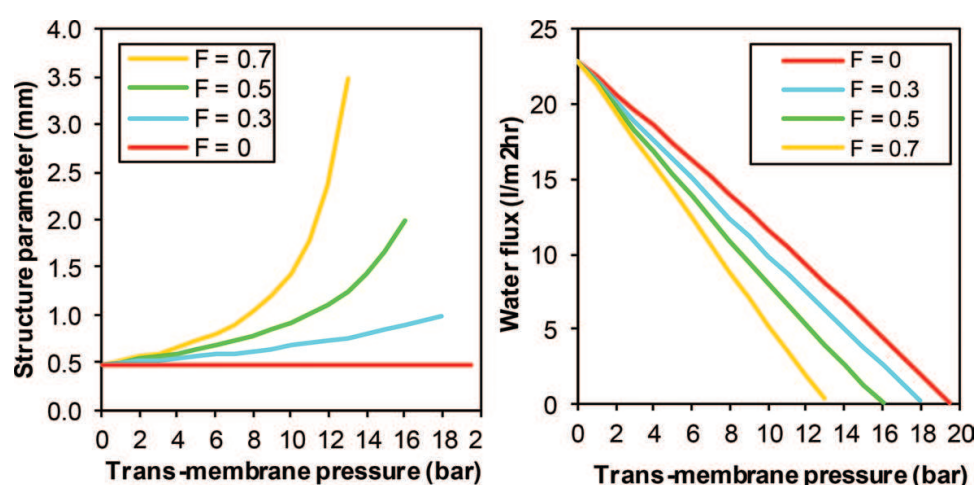 4.0
3.5
3.0
2.5
2.0
1.5
1.0
0.5
0.0
Structure parameter (mm)
F = 0.7
F = 0.5
F = 0.3
F = 0
0 2 4 6 8 10 12 14 16 18 2
Trans-membrane pressure (bar)
25
20
15
10
5
0
Water flux (l/m2hr)
F = 0
F = 0.3
F = 0.5
F = 0.7
0 2 4 6 8 10 12 14 16 18 20
Trans-membrane pressure (bar)